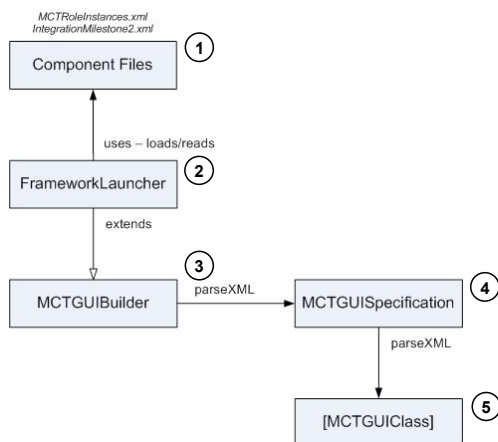 MCTRoleInstances.xml
IntegrationMilestone2.xml
1
Component Files
uses – loads/reads
2
FrameworkLauncher
extends
3
4
MCTGUIBuilder
parseXML
MCTGUISpecification
parseXML
5
[MCTGUIClass]